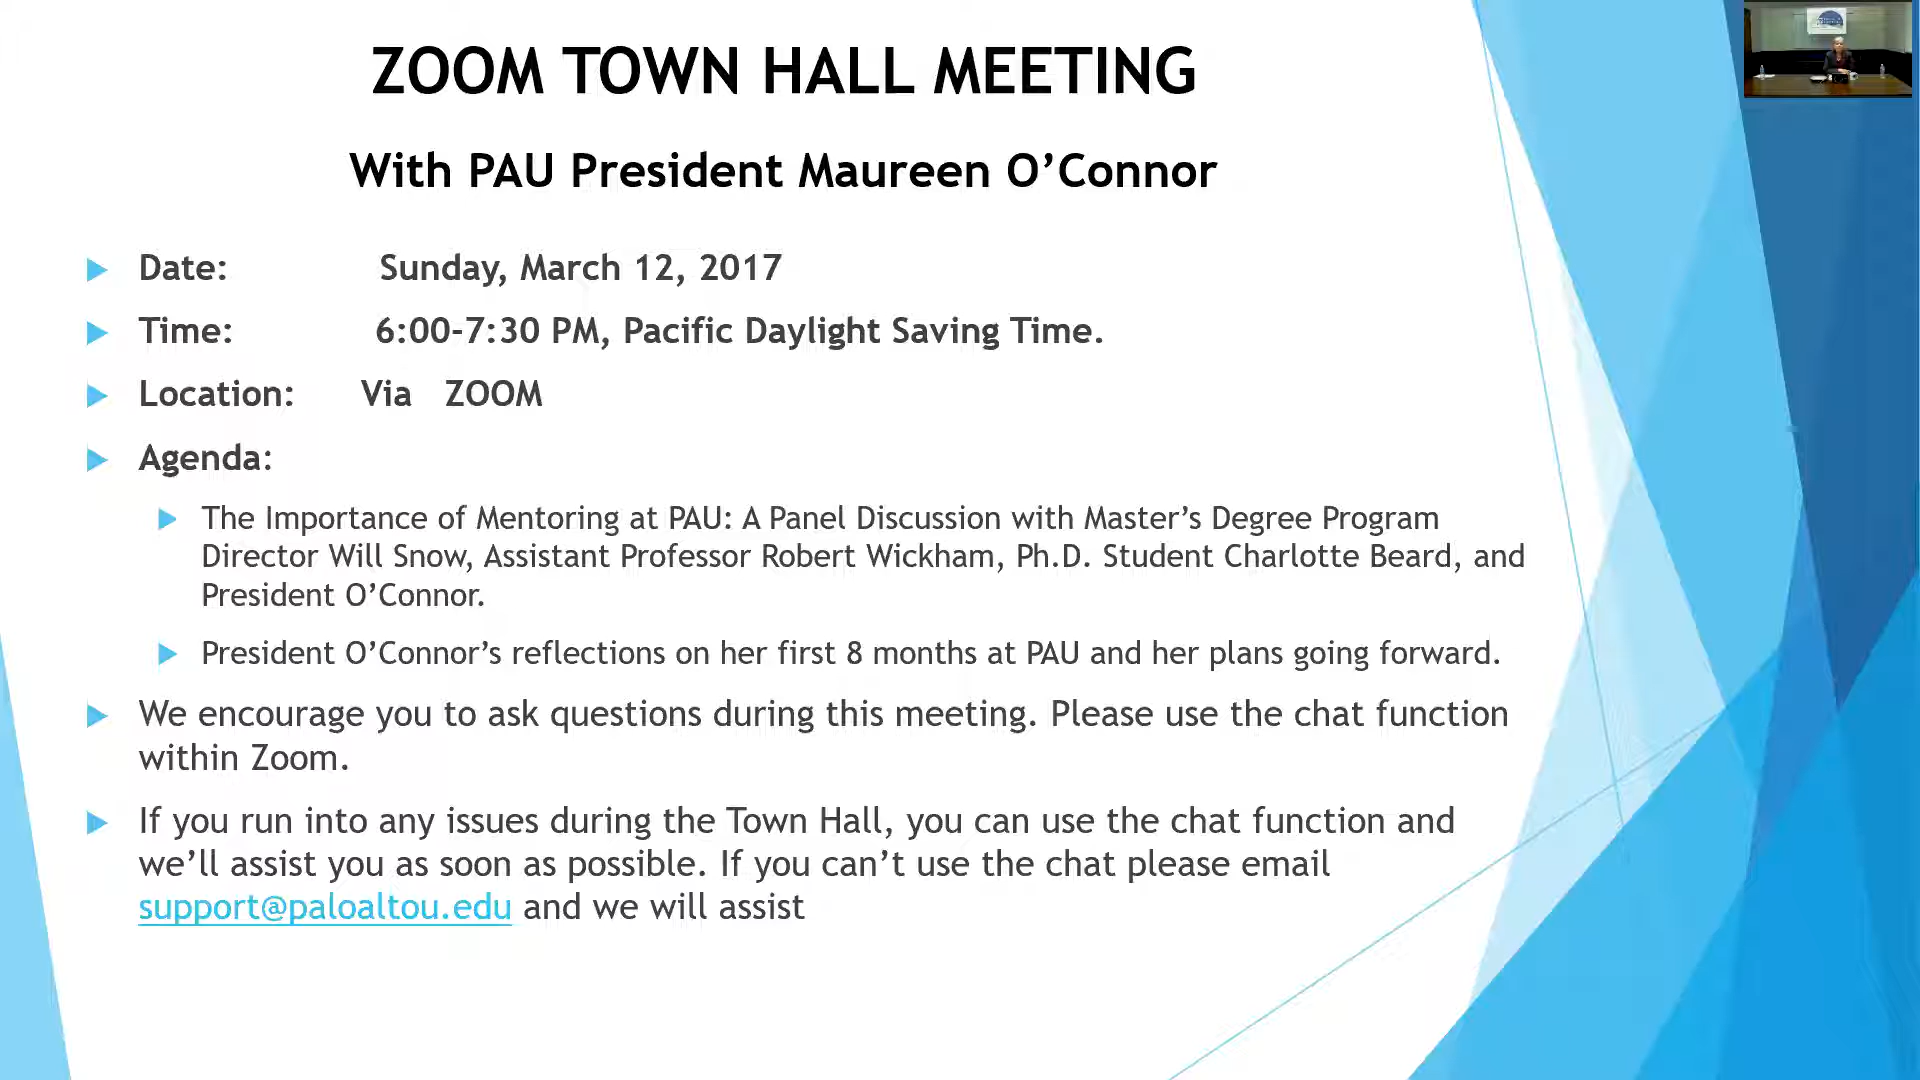 ZOOM TOWN HALL MEETING
With PAU President Maureen O’Connor
Date: Sunday, March 12, 2017
Time: 6:00-7:30 PM, Pacific Daylight Saving Time.
Location: Via ZOOM
Agenda:
The Importance of Mentoring at PAU: A Panel Discussion with Master’s Degree Program
Director Will Snow, Assistant Professor Robert Wickham, Ph.D. Student Charlotte Beard, and
President O’Connor.
President O’Connor’s reflections on her first 8 months at PAU and her plans going forward.
We encourage you to ask questions during this meeting. Please use the chat function
within Zoom.
If you run into any issues during the Town Hall, you can use the chat function and
we’ll assist you as soon as possible. If you can’t use the chat please email
support@paloaltou.edu and we will assist